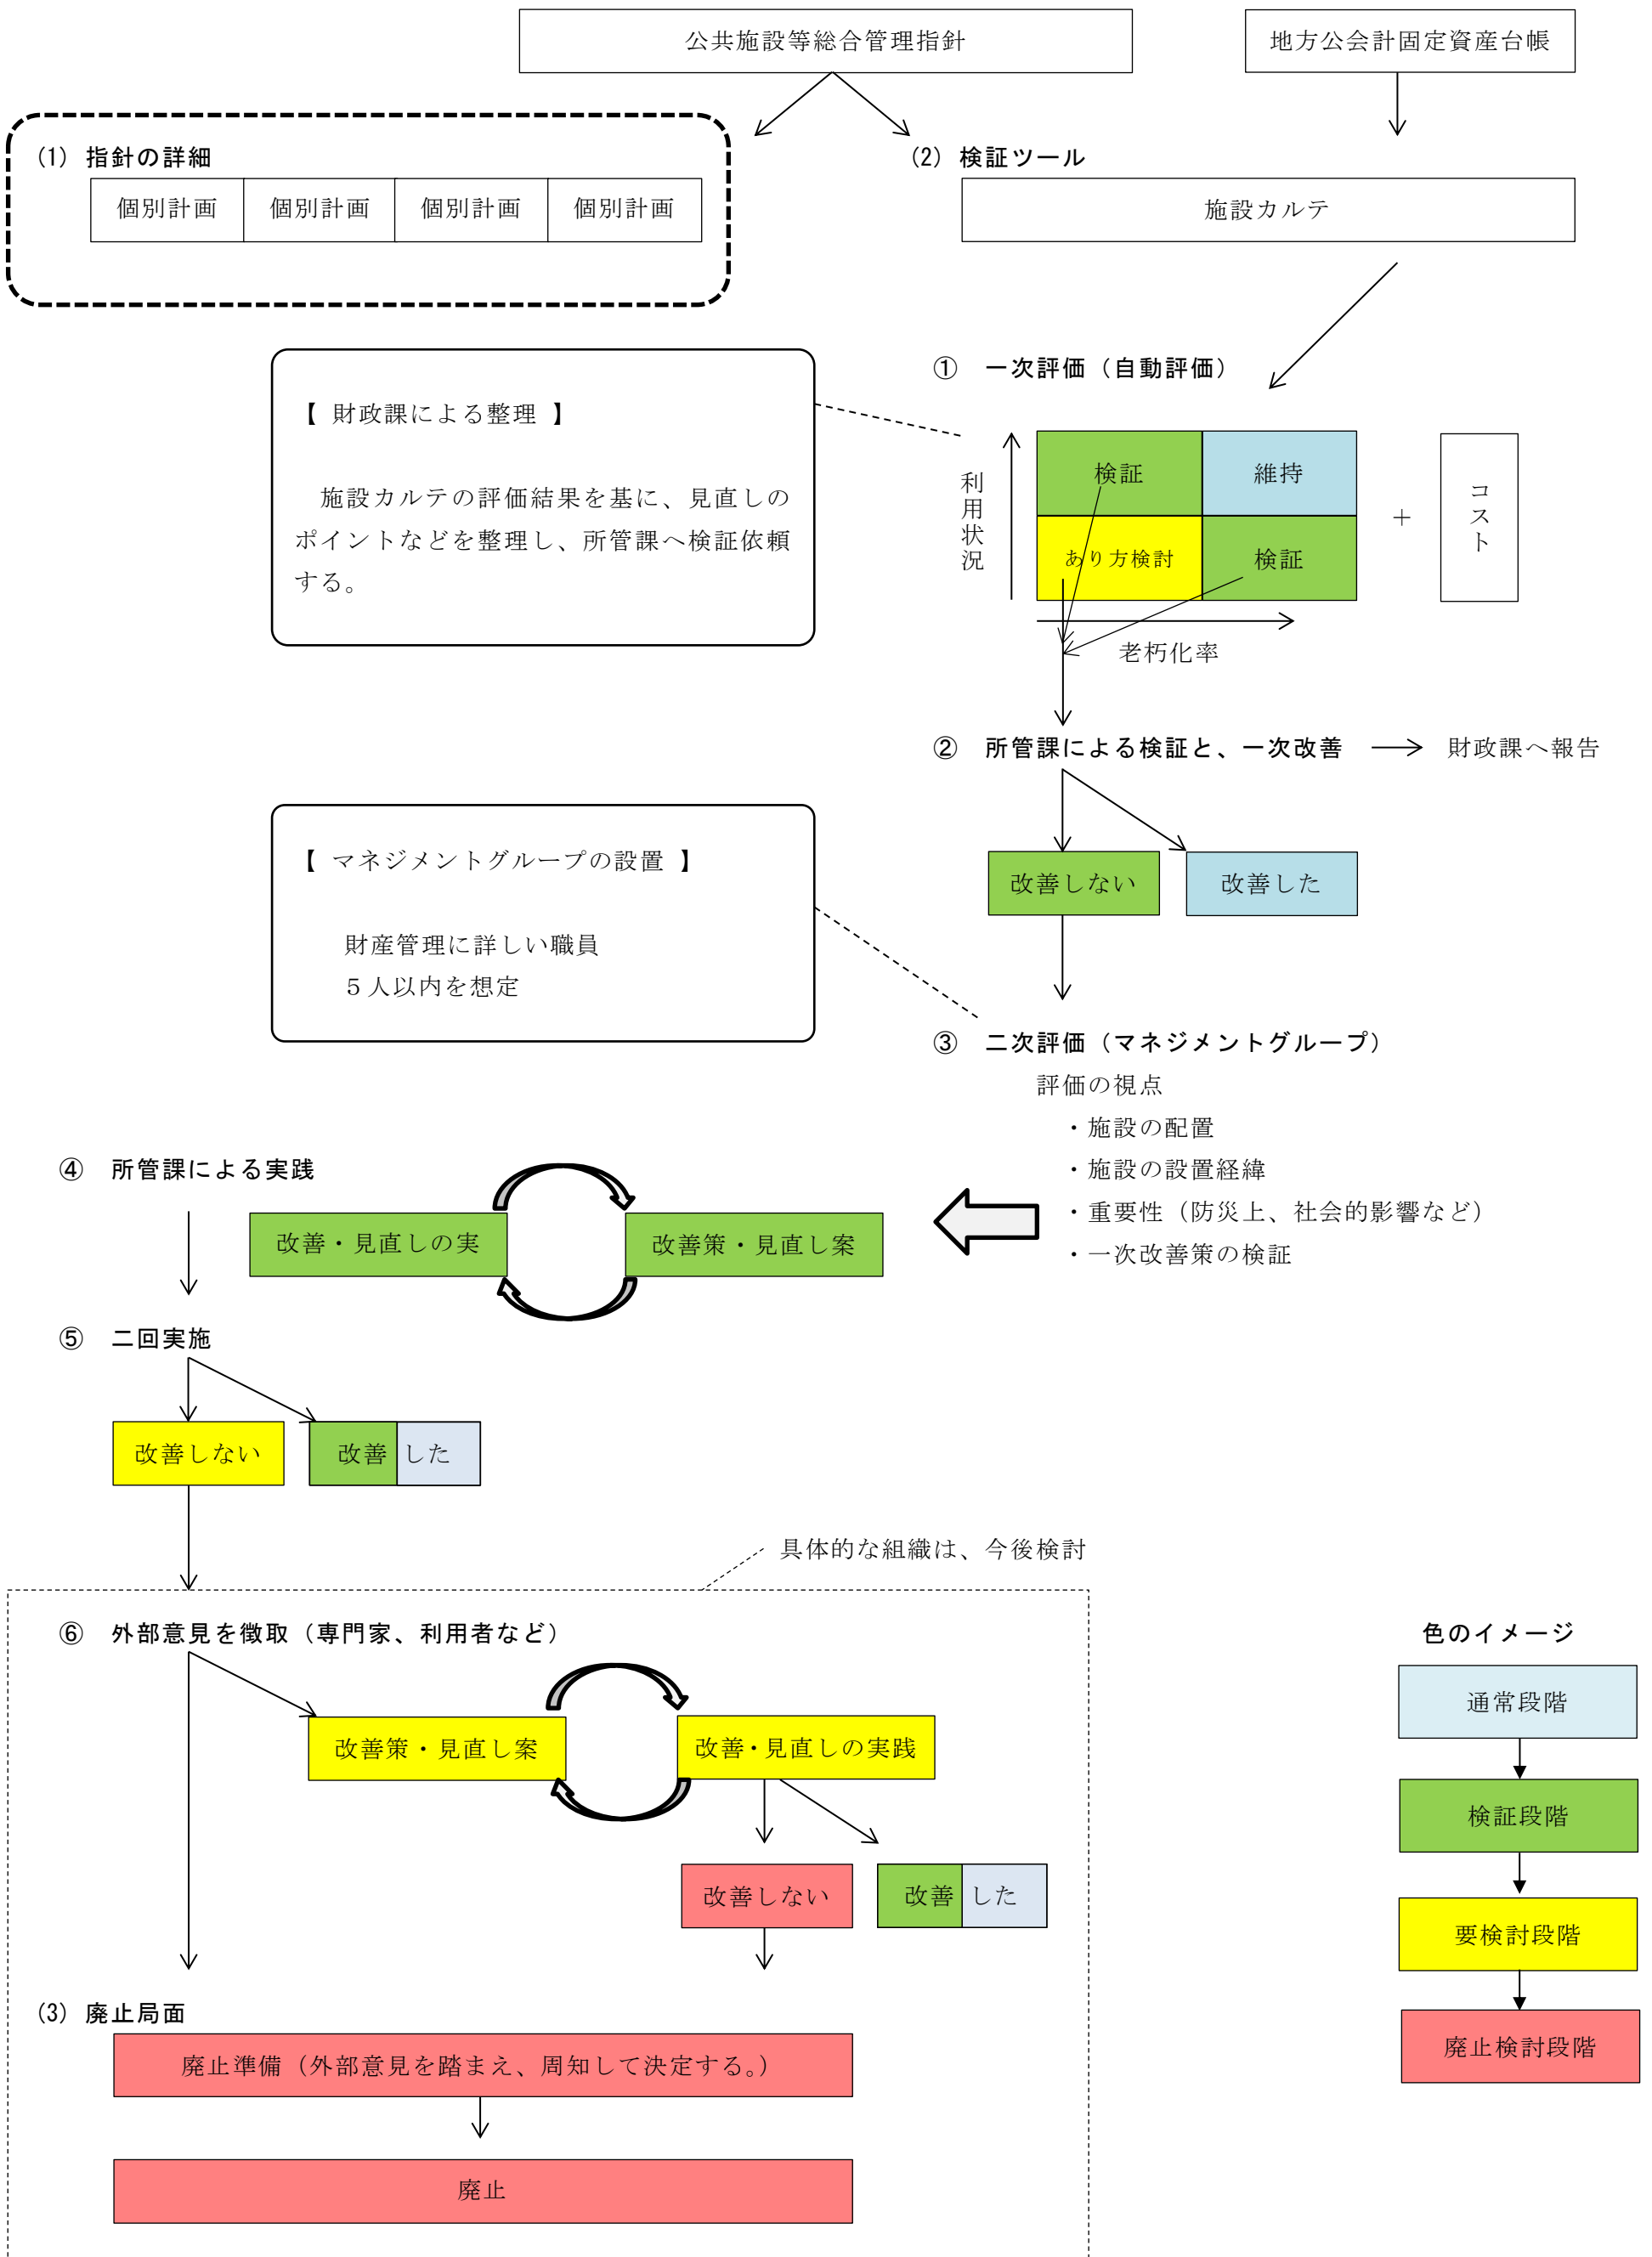 公共施設等総合管理指針
地方公会計固定資産台帳
(1) 指針の詳細
個別計画 個別計画 個別計画 個別計画
(2) 検証ツール
施設カルテ
① 一次評価（自動評価）
【 財政課による整理 】
施設カルテの評価結果を基に、見直しの
ポイントなどを整理し、所管課へ検証依頼
する。
利用状況
検証
維持
あり方検討
検証
＋
コスト
老朽化率
② 所管課による検証と、一次改善
財政課へ報告
改善しない
改善した
【 マネジメントグループの設置 】
財産管理に詳しい職員
５人以内を想定
③ 二次評価（マネジメントグループ）
評価の視点
・施設の配置
・施設の設置経緯
・重要性（防災上、社会的影響など）
・一次改善策の検証
④ 所管課による実践
改善・見直しの実
改善策・見直し案
⑤ 二回実施
改善しない
改善した
具体的な組織は、今後検討
⑥ 外部意見を徴取（専門家、利用者など）
改善策・見直し案
改善・見直しの実践
改善しない
改善した
(3) 廃止局面
廃止準備（外部意見を踏まえ、周知して決定する。）
廃止
色のイメージ
通常段階
検証段階
要検討段階
廃止検討段階